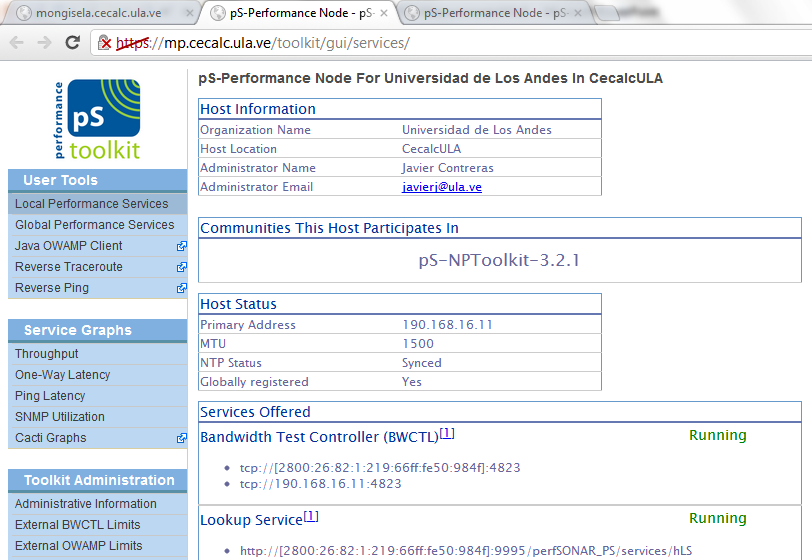 mongisela.cecalc.ula.ve
pS-Performance Node - pS-
pS-Performance Node - pS-
https://mp.cecalc.ula.ve/toolkit/gui/services/
performance
pS
toolkit
User Tools
Local Performance Services
Global Performance Services
Java OWAMP Client
Reverse Traceroute
Reverse Ping
Service Graphs
Throughput
One-Way Latency
Ping Latency
SNMP Utilization
Cacti Graphs
Toolkit Administration
Administrative Information
External BWCTL Limits
External OWAMP Limits
pS-Performance Node For Universidad de Los Andes In CecalcULA
Host Information
Organization Name Universidad de Los Andes
Host Location CecalcULA
Administrator Name Javier Contreras
Administrator Email javierj@ula.ve
Communities This Host Participates In
pS-NPToolkit-3.2.1
Host Status
Primary Address 190.168.16.11
MTU 1500
NTP Status Synced
Globally registered Yes
Services Offered
Bandwidth Test Controller (BWCTL)[1] Running
• tcp://[2800:26:82:1:219:66ff:fe50:984f]:4823
• tcp://190.168.16.11:4823
Lookup Service[1] Running
• http://[2800:26:82:1:219:66ff:fe50:984f]:9995/perfSONAR_PS/services/hLS